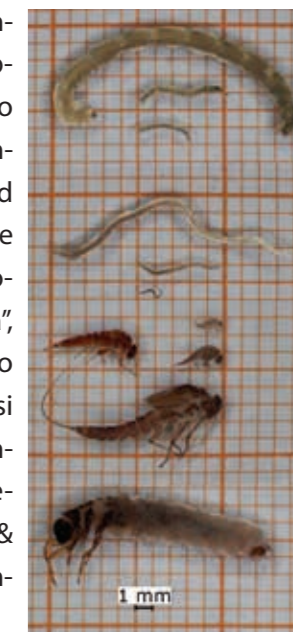 n-
o-
o
n-
d
e
o-
",
o
si
n-
e-
&
n-
1 mm